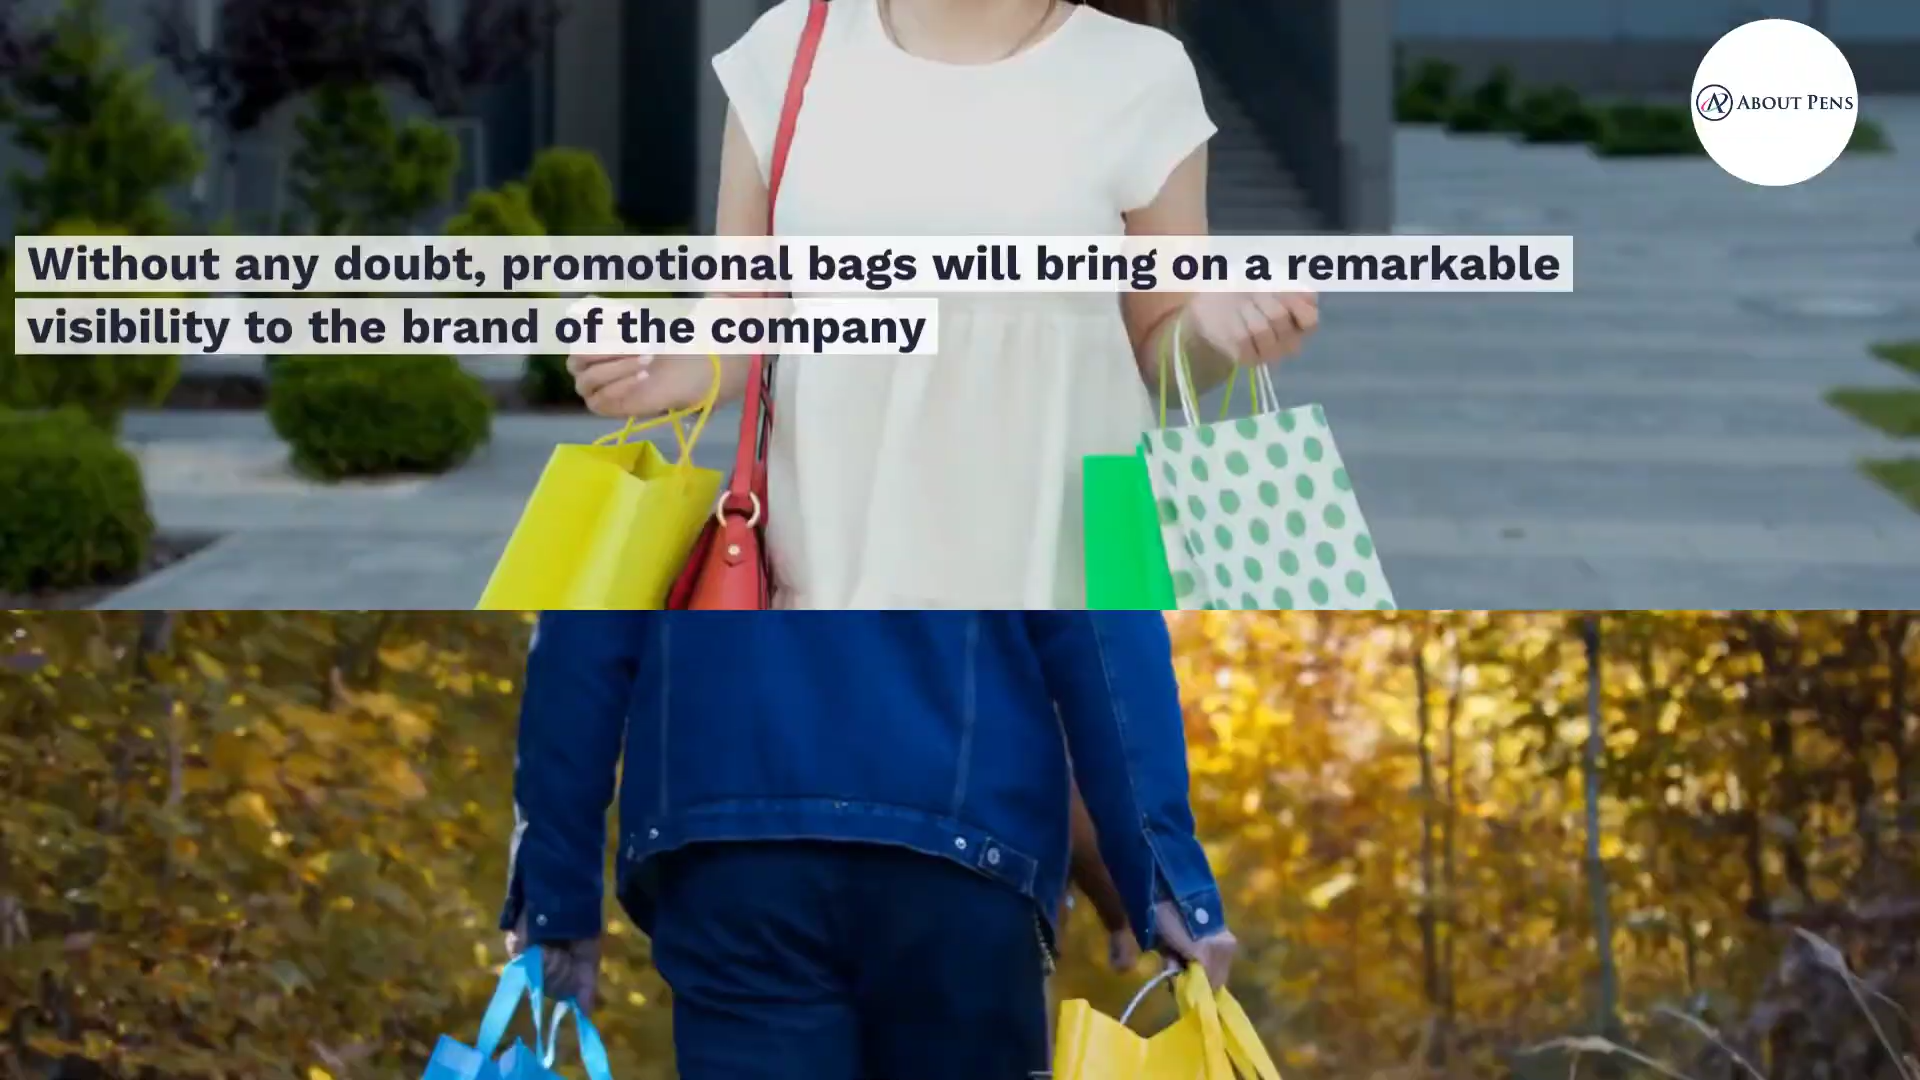 ABOUT PENS
Without any doubt, promotional bags will bring on a remarkable
visibility to the brand of the company